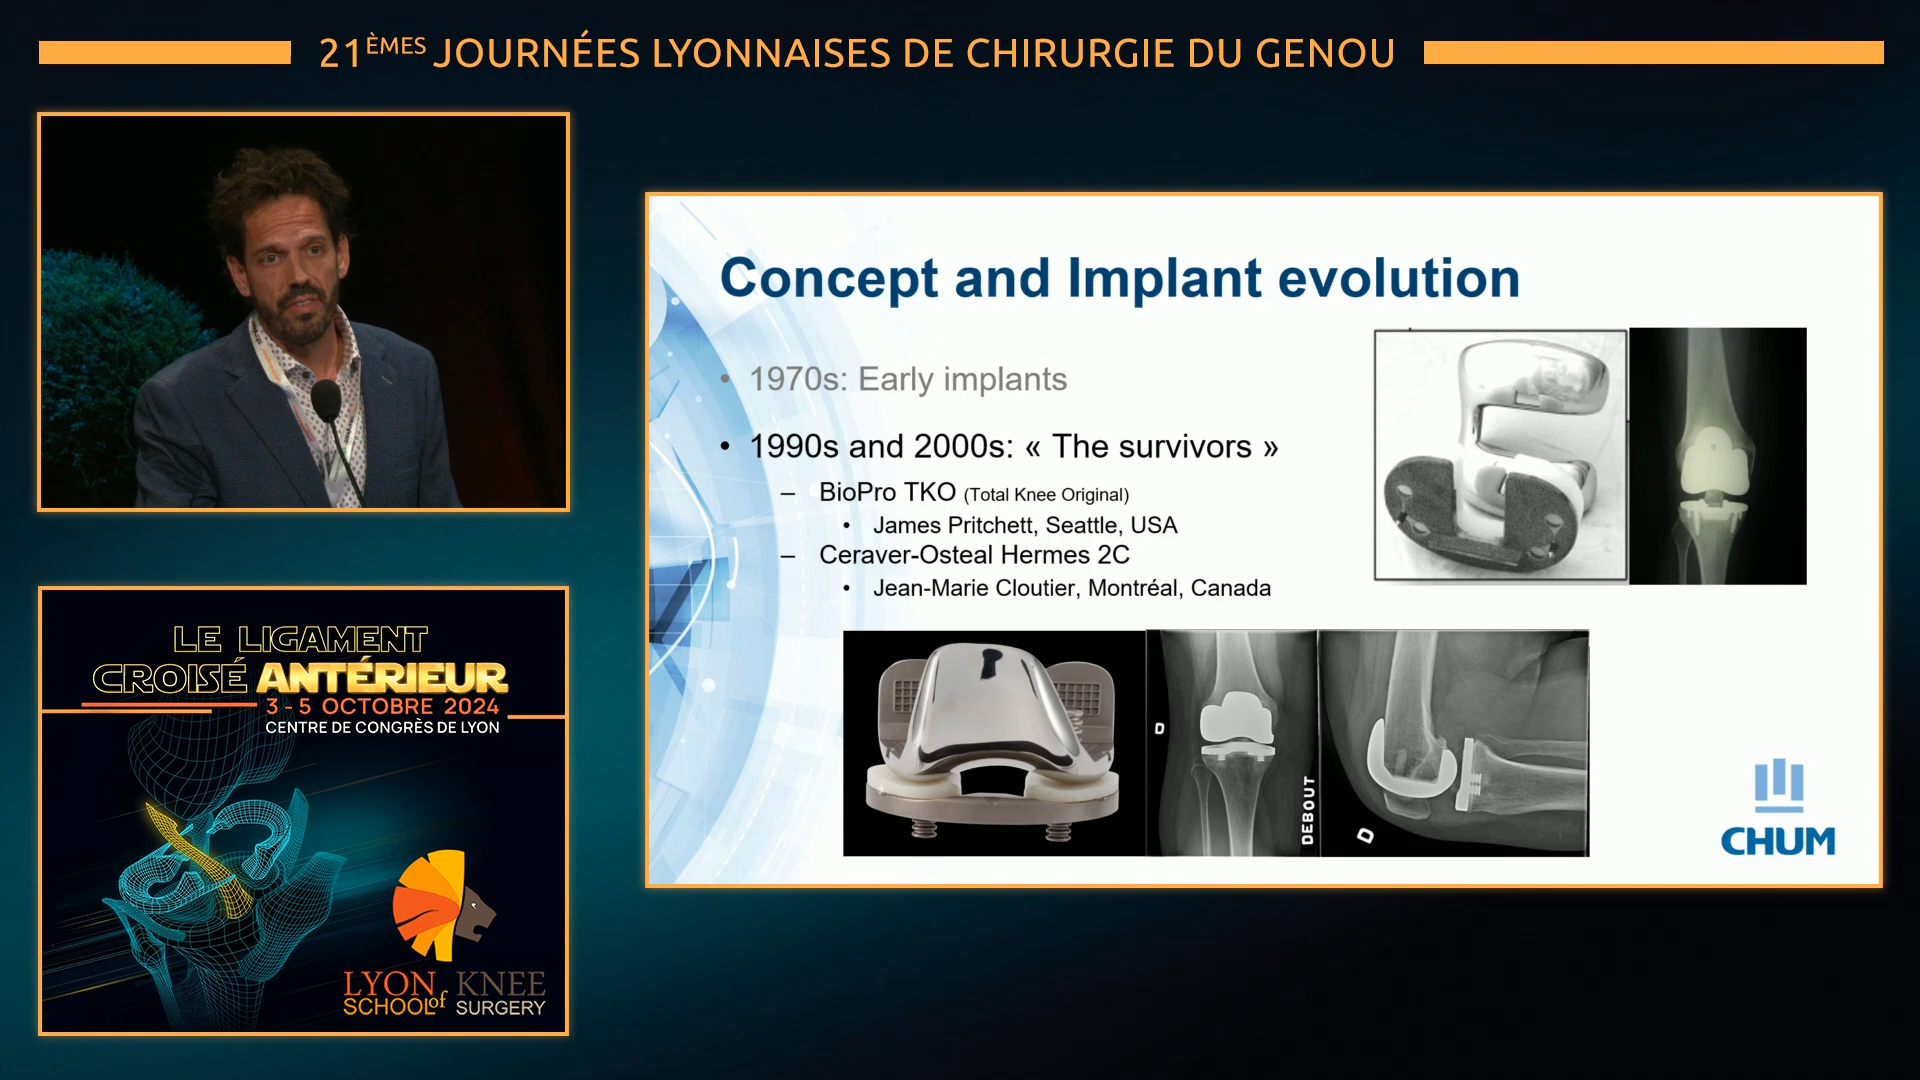 21ÈMES JOURNÉES LYONNAISES DE CHIRURGIE DU GENOU
LE LIGAMENT
CROISÉ ANTÉRIEUR
3 - 5 OCTOBRE 2024
CENTRE DE CONGRÈS DE LYON
LYON KNEE
SCHOOL of SURGERY
Concept and Implant evolution
• 1970s: Early implants
• 1990s and 2000s: « The survivors »
– BioPro TKO (Total Knee Original)
• James Pritchett, Seattle, USA
– Ceraver-Osteal Hermes 2C
• Jean-Marie Cloutier, Montréal, Canada
D
DEBOUT
D
CHUM